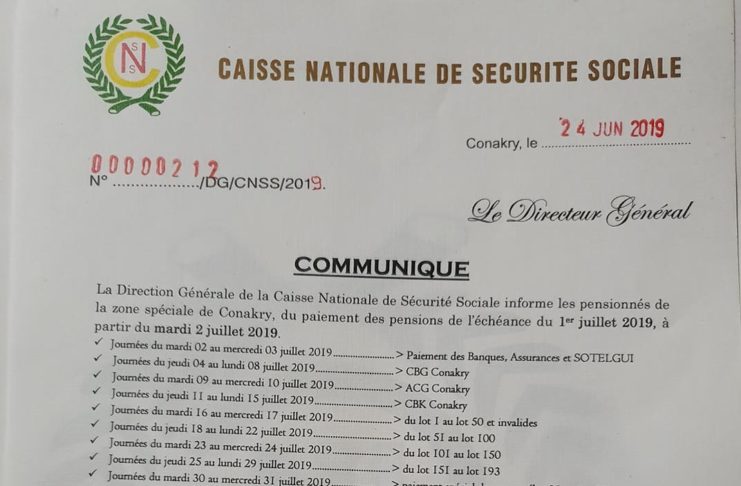 CNSS
CAISSE NATIONALE DE SECURITE SOCIALE
Conakry, le 24 JUN 2019
00000212
N° ..................../DG/CNSS/2019.
Le Directeur Général
COMMUNIQUE
La Direction Générale de la Caisse Nationale de Sécurité Sociale informe les pensionnés de
la zone spéciale de Conakry, du paiement des pensions de l'échéance du 1er juillet 2019, à
partir du mardi 2 juillet 2019.
✓ Journées du mardi 02 au mercredi 03 juillet 2019....................> Paiement des Banques, Assurances et SOTELGUI
✓ Journées du jeudi 04 au lundi 08 juillet 2019..........................> CBG Conakry
✓ Journées du mardi 09 au mercredi 10 juillet 2019....................> ACG Conakry
✓ Journées du jeudi 11 au lundi 15 juillet 2019..........................> CBK Conakry
✓ Journées du mardi 16 au mercredi 17 juillet 2019....................> du lot 1 au lot 50 et invalides
✓ Journées du jeudi 18 au lundi 22 juillet 2019..........................> du lot 51 au lot 100
✓ Journées du mardi 23 au mercredi 24 juillet 2019....................> du lot 101 au lot 150
✓ Journées du jeudi 25 au lundi 29 juillet 2019..........................> du lot 151 au lot 193
✓ Journées du mardi 30 au mercredi 31 juillet 2019....................>